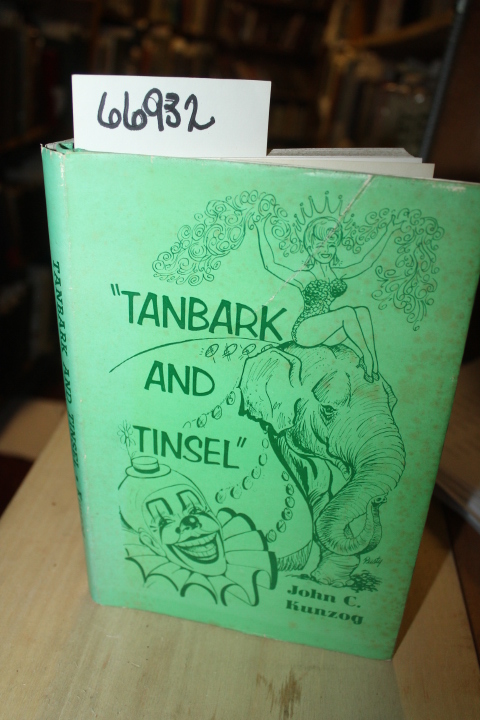 66932
"TANBARK
AND
TINSEL"
John C.
Kunzog
TANBARK AND TINSEL